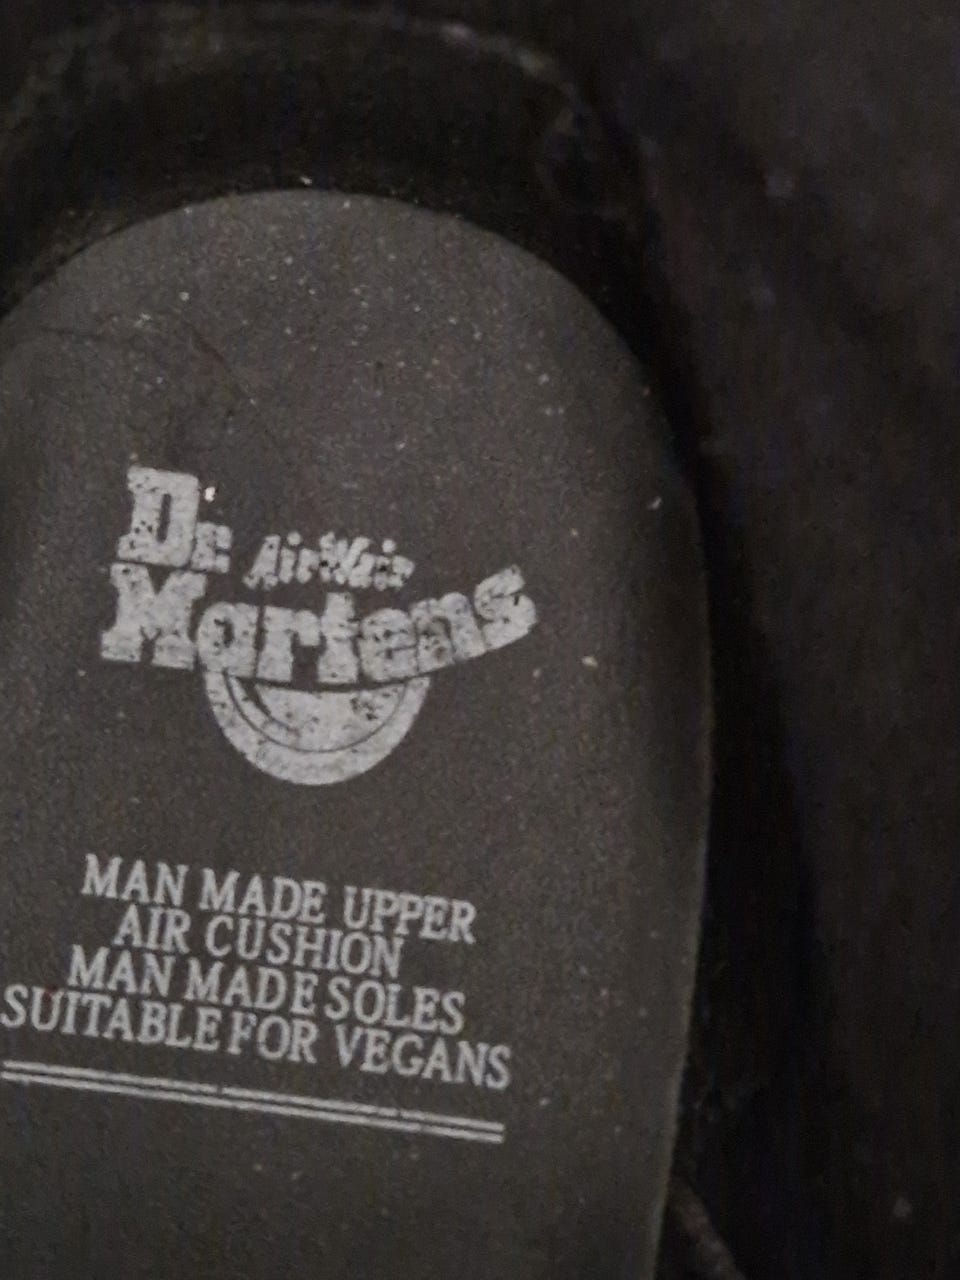 Dr. AirWair
Martens
MAN MADE UPPER
AIR CUSHION
MAN MADE SOLES
SUITABLE FOR VEGANS